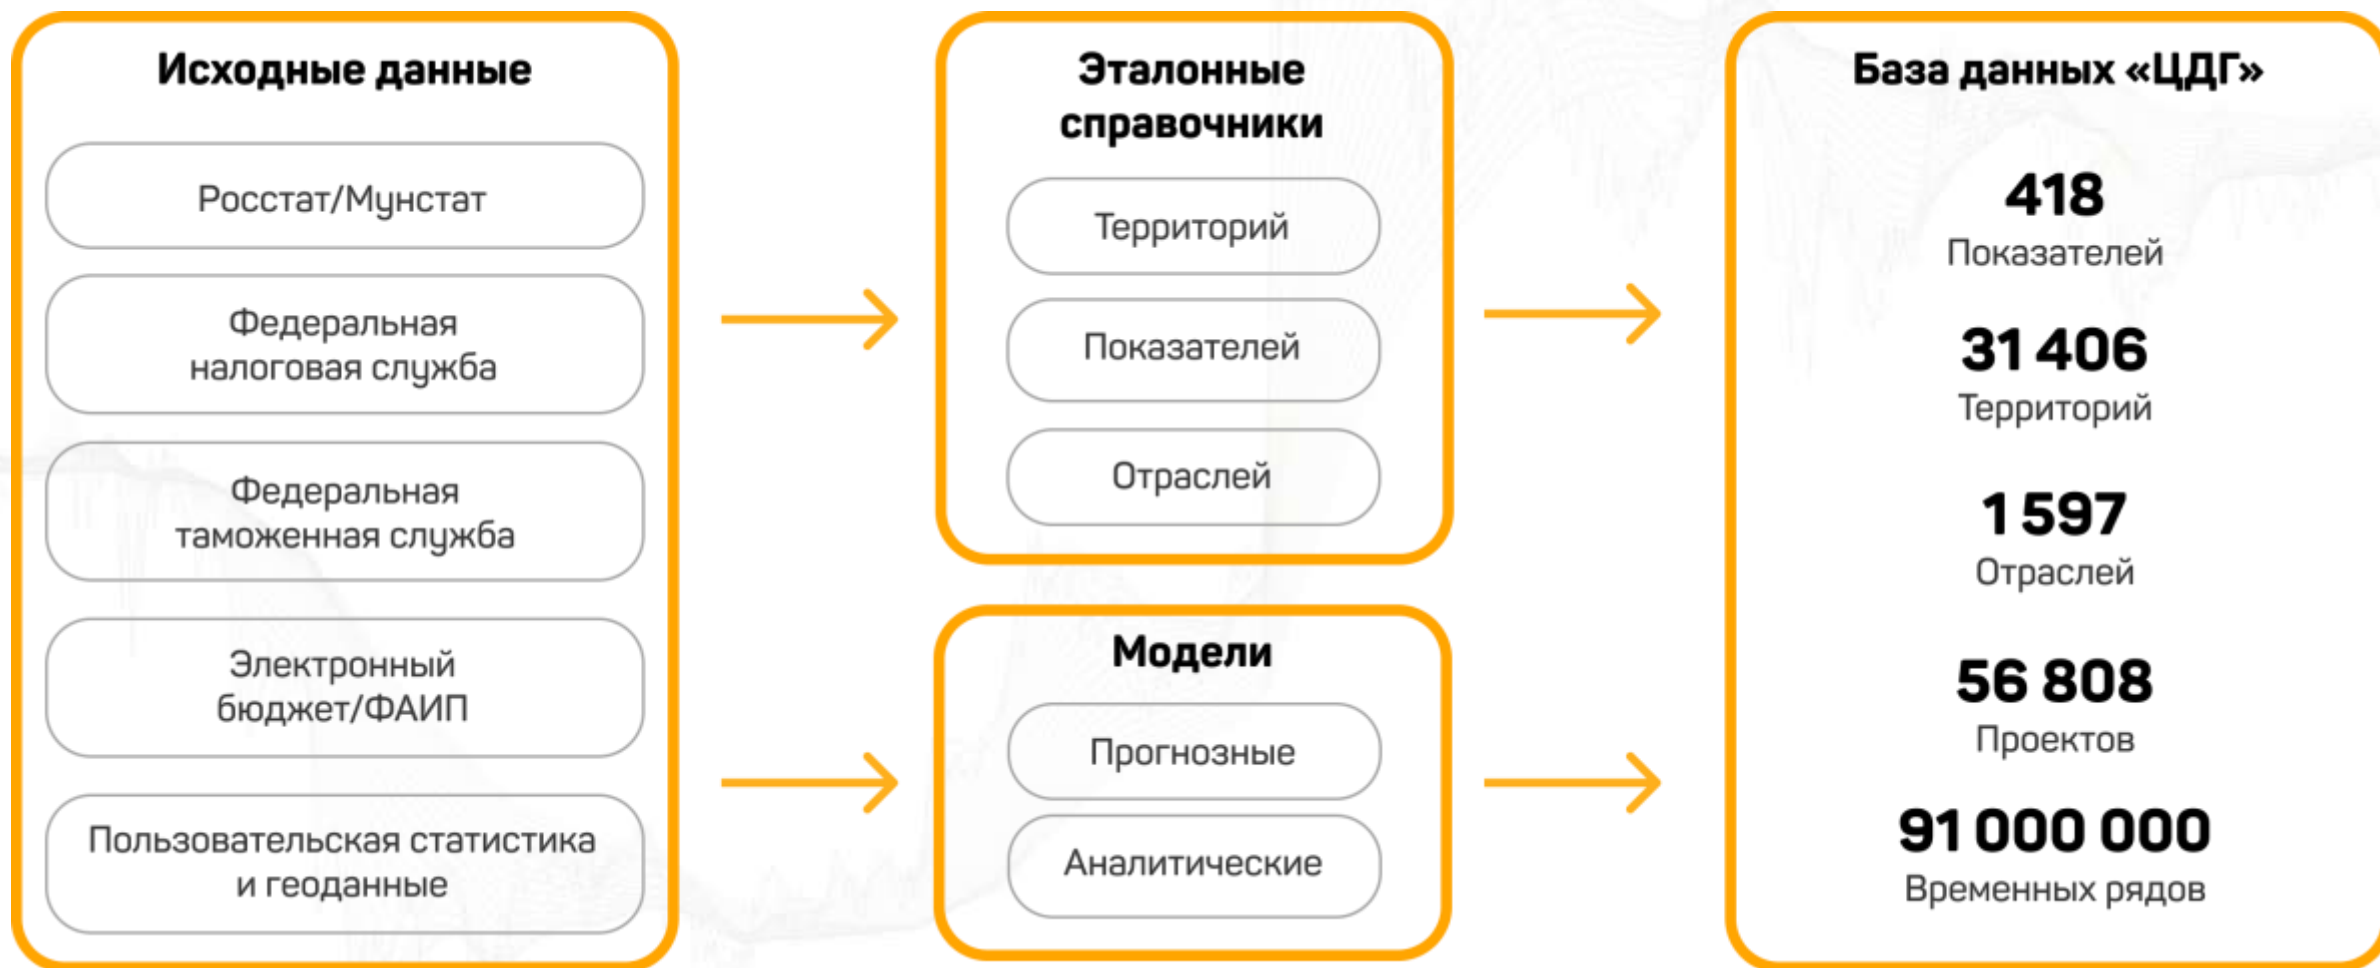 Исходные данные
Росстат/Мунстат
Федеральная
налоговая служба
Федеральная
таможенная служба
Электронный
бюджет/ФАИП
Пользовательская статистика
и геоданные
Эталонные
справочники
Территорий
Показателей
Отраслей
Модели
Прогнозные
Аналитические
База данных «ЦДГ»
418
Показателей
31 406
Территорий
1 597
Отраслей
56 808
Проектов
91 000 000
Временных рядов